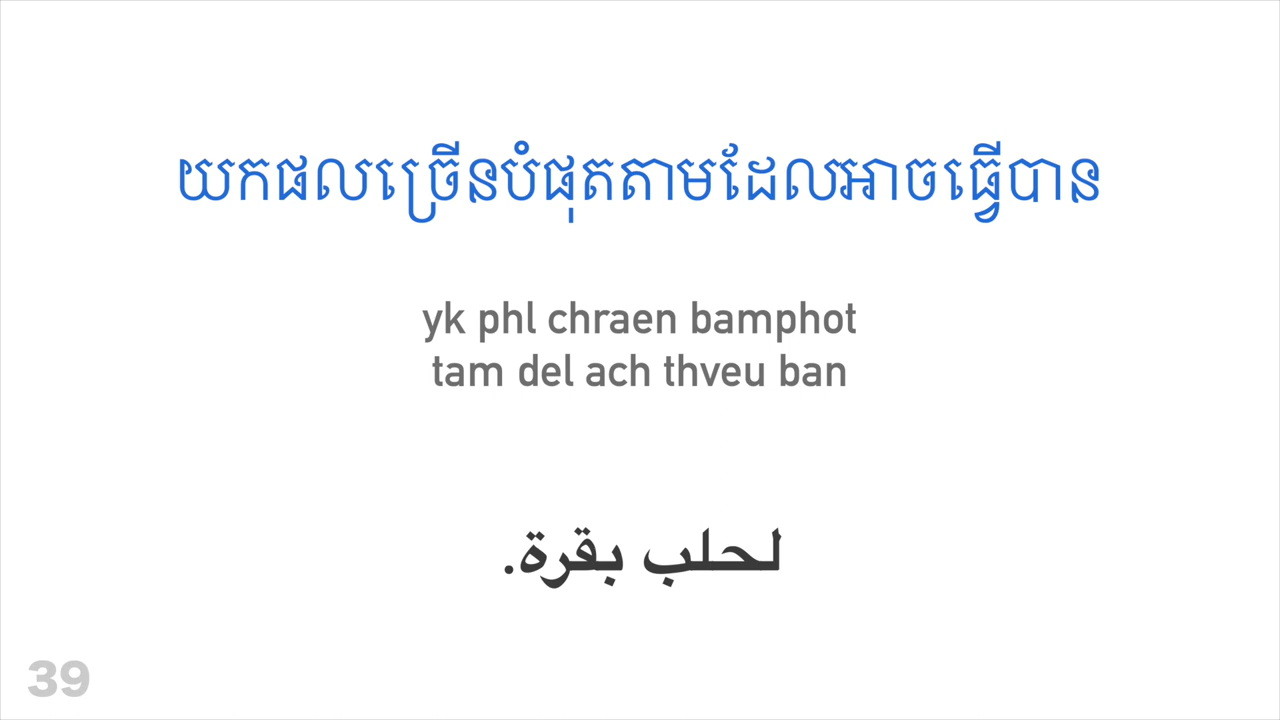 យកផលច្រើនបំផុតតាមដែលអាចធ្វើបាន
yk phl chraen bamphot
tam del ach thveu ban
لحلب بقرة.
39